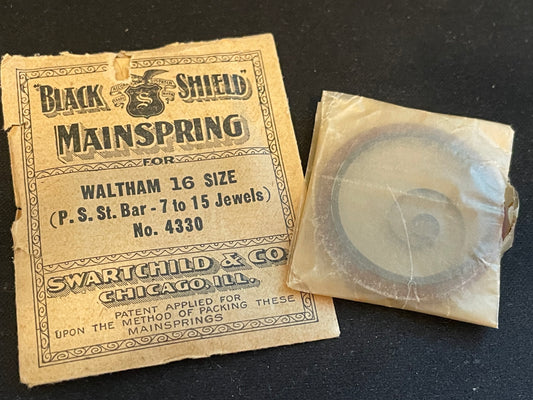 "BLACK SHIELD"
S
MAINSPRING
FOR
WALTHAM 16 SIZE
(P. S. St. Bar - 7 to 15 Jewels)
No. 4330
SWARTCHILD & CO.
CHICAGO, ILL.
PATENT APPLIED FOR
UPON THE METHOD OF PACKING THESE
MAINSPRINGS